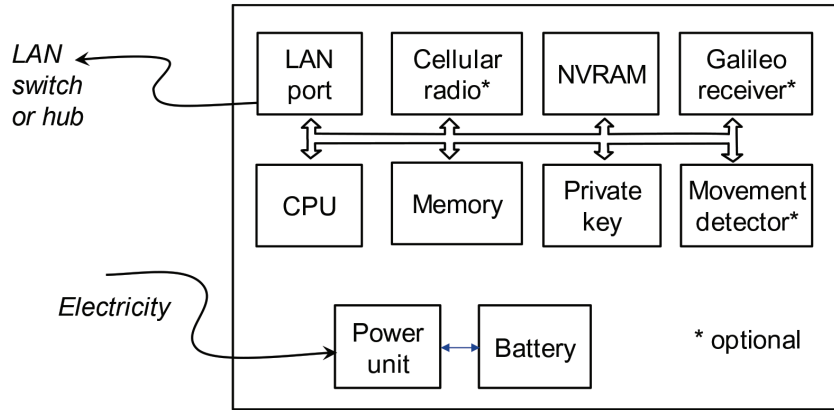 LAN
switch
or hub
LAN
port
Cellular
radio*
NVRAM
Galileo
receiver*
CPU
Memory
Private
key
Movement
detector*
Electricity
Power
unit
Battery
* optional